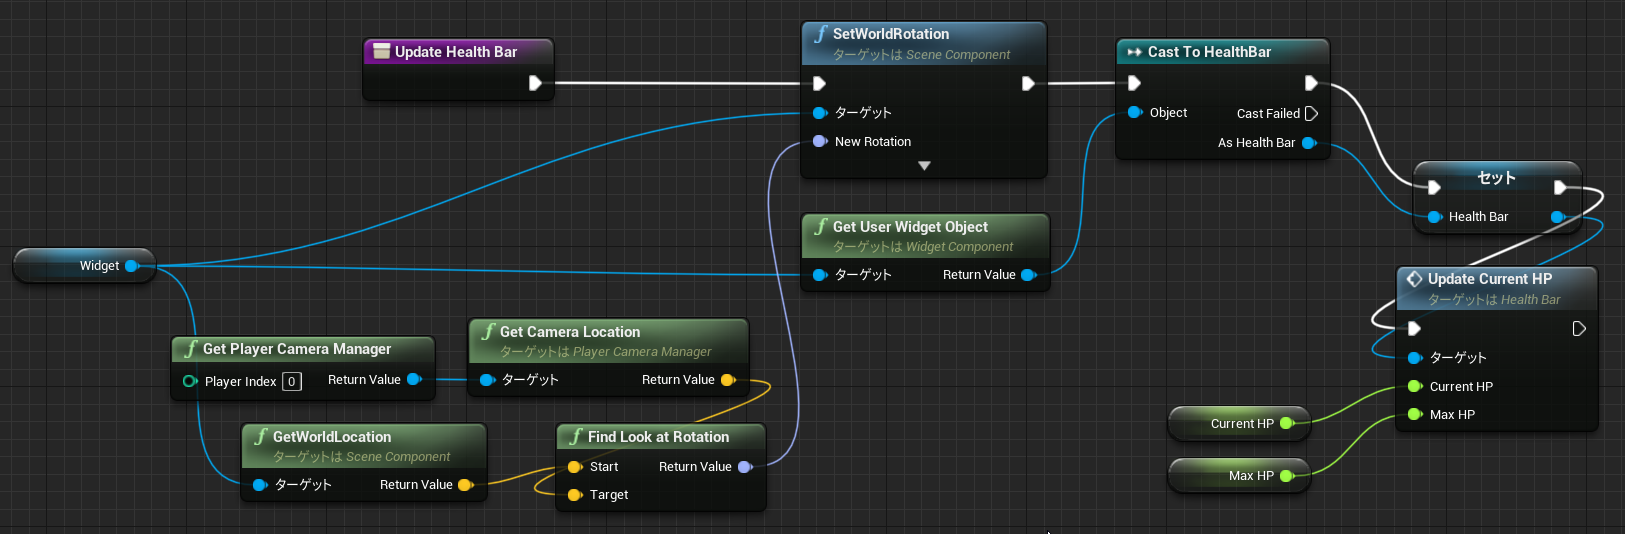 Update Health Bar
SetWorldRotation
ターゲットは Scene Component
ターゲット
New Rotation
Cast To HealthBar
Object
Cast Failed
As Health Bar
セット
Health Bar
Widget
Get User Widget Object
ターゲットは Widget Component
ターゲット
Return Value
Update Current HP
ターゲットは Health Bar
ターゲット
Current HP
Max HP
Get Player Camera Manager
Player Index 0
Return Value
Get Camera Location
ターゲットは Player Camera Manager
ターゲット
Return Value
GetWorldLocation
ターゲットは Scene Component
ターゲット
Return Value
Find Look at Rotation
Start
Return Value
Target
Current HP
Max HP